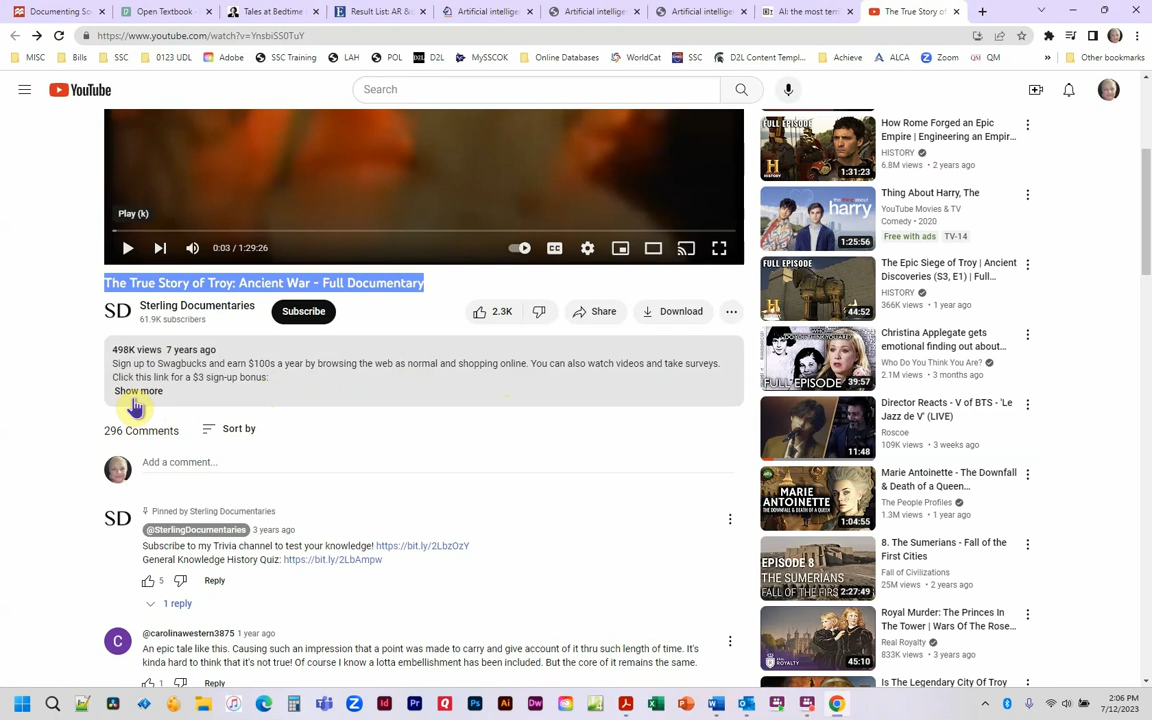 Documenting So
Open Textbook
Tales at Bedtime
Result List: AR &
Artificial intellige
Artificial intellige
Artificial intellige
AI: the most terr
The True Story of
https://www.youtube.com/watch?v=YnsbiSS0TuY
MISC
Bills
SSC
0123 UDL
Adobe
SSC Training
LAH
POL
D2L
MySSCOK
Online Databases
WorldCat
SSC
D2L Content Templ...
Achieve
ALCA
Zoom
QM
»
Other bookmarks
YouTube
Search
Play (k)
0:03 / 1:29:26
CC
The True Story of Troy: Ancient War - Full Documentary
SD
Sterling Documentaries
61.9K subscribers
Subscribe
2.3K
Share
Download
498K views 7 years ago
Sign up to Swagbucks and earn $100s a year by browsing the web as normal and shopping online. You can also watch videos and take surveys.
Click this link for a $3 sign-up bonus:
Show more
296 Comments
Sort by
Add a comment...
SD
Pinned by Sterling Documentaries
@SterlingDocumentaries 3 years ago
Subscribe to my Trivia channel to test your knowledge! https://bit.ly/2LbzOzY
General Knowledge History Quiz: https://bit.ly/2LbAmpw
5
Reply
1 reply
C
@carolinawestern3875 1 year ago
An epic tale like this. Causing such an impression that a point was made to carry and give account of it thru such length of time. It's
kinda hard to think that it's not true! Of course I know a lotta embellishment has been included. But the core of it remains the same.
1
Reply
FULL EPISODE
1:31:23
How Rome Forged an Epic
Empire | Engineering an Empir...
HISTORY
6.8M views • 2 years ago
harry
1:25:56
Thing About Harry, The
YouTube Movies & TV
Comedy • 2020
Free with ads
TV-14
FULL EPISODE
44:52
The Epic Siege of Troy | Ancient
Discoveries (S3, E1) | Full...
HISTORY
366K views • 1 year ago
FULL EPISODE
39:57
Christina Applegate gets
emotional finding out about...
Who Do You Think You Are?
2.1M views • 3 months ago
11:48
Director Reacts - V of BTS - 'Le
Jazz de V' (LIVE)
Roscoe
109K views • 3 weeks ago
MARIE
ANTOINETTE
THE DOWNFALL
& DEATH OF A QUEEN
1:04:55
Marie Antoinette - The Downfall
& Death of a Queen...
The People Profiles
1.3M views • 1 year ago
EPISODE 8
THE SUMERIANS
FALL OF THE FIRS
2:27:49
8. The Sumerians - Fall of the
First Cities
Fall of Civilizations
25M views • 2 years ago
45:10
Royal Murder: The Princes In
The Tower | Wars Of The Rose...
Real Royalty
833K views • 3 years ago
Is The Legendary City Of Troy
2:06 PM
7/12/2023